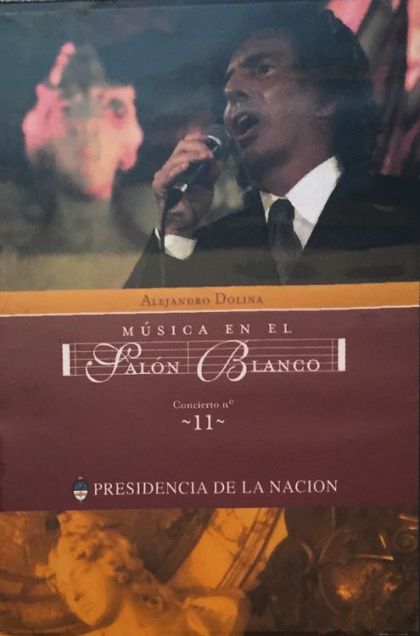 ALEJANDRO DOLINA
MÚSICA EN EL
SALÓN BLANCO
Concierto nº
~11~
PRESIDENCIA DE LA NACION